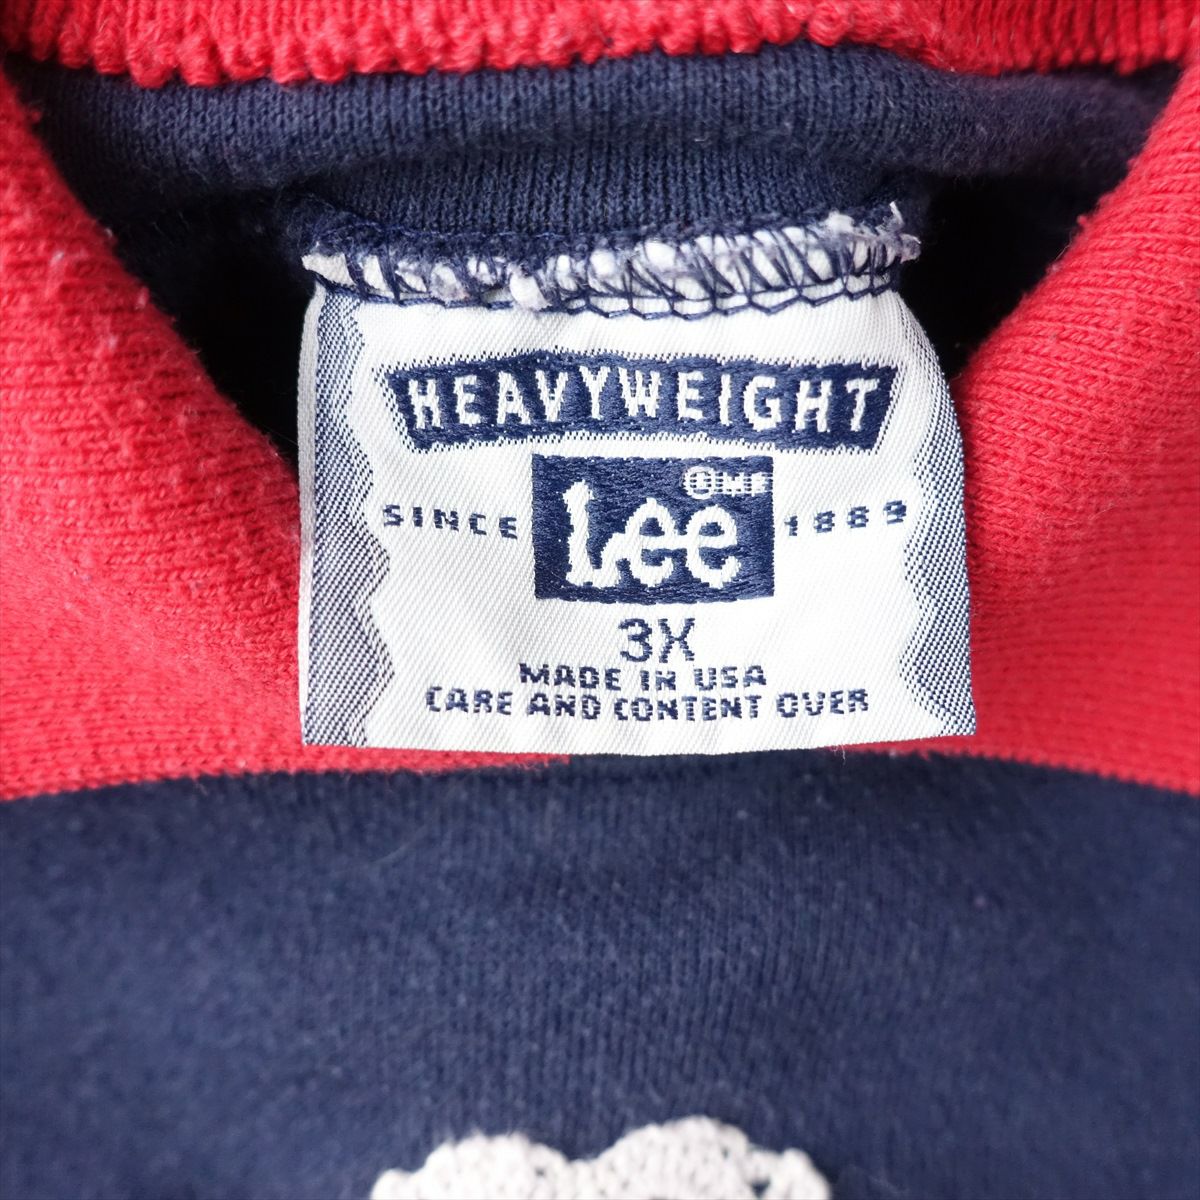 HEAVYWEIGHT
SINCE Lee 1889
3X
MADE IN USA
CARE AND CONTENT OVER